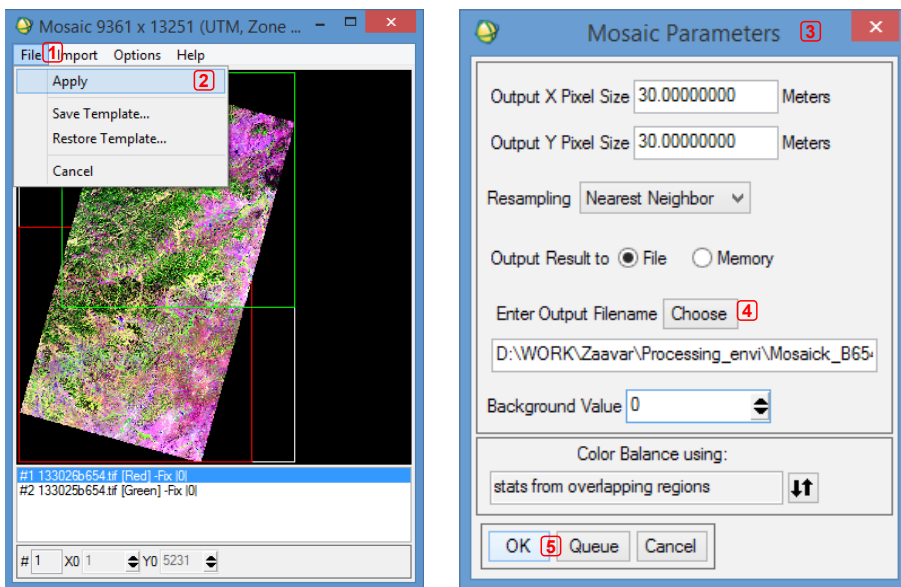 Mosaic 9361 x 13251 (UTM, Zone ...
File 1 Import Options Help
Apply 2
Save Template...
Restore Template...
Cancel
#1 133026b654.tif [Red] -Fix |0|
#2 133025b654.tif [Green] -Fix |0|
# 1 X0 1 Y0 5231
Mosaic Parameters 3
Output X Pixel Size 30.00000000 Meters
Output Y Pixel Size 30.00000000 Meters
Resampling Nearest Neighbor
Output Result to File Memory
Enter Output Filename Choose 4
D:\WORK\Zaavar\Processing_envi\Mosaick_B654
Background Value 0
Color Balance using:
stats from overlapping regions
OK 5 Queue Cancel